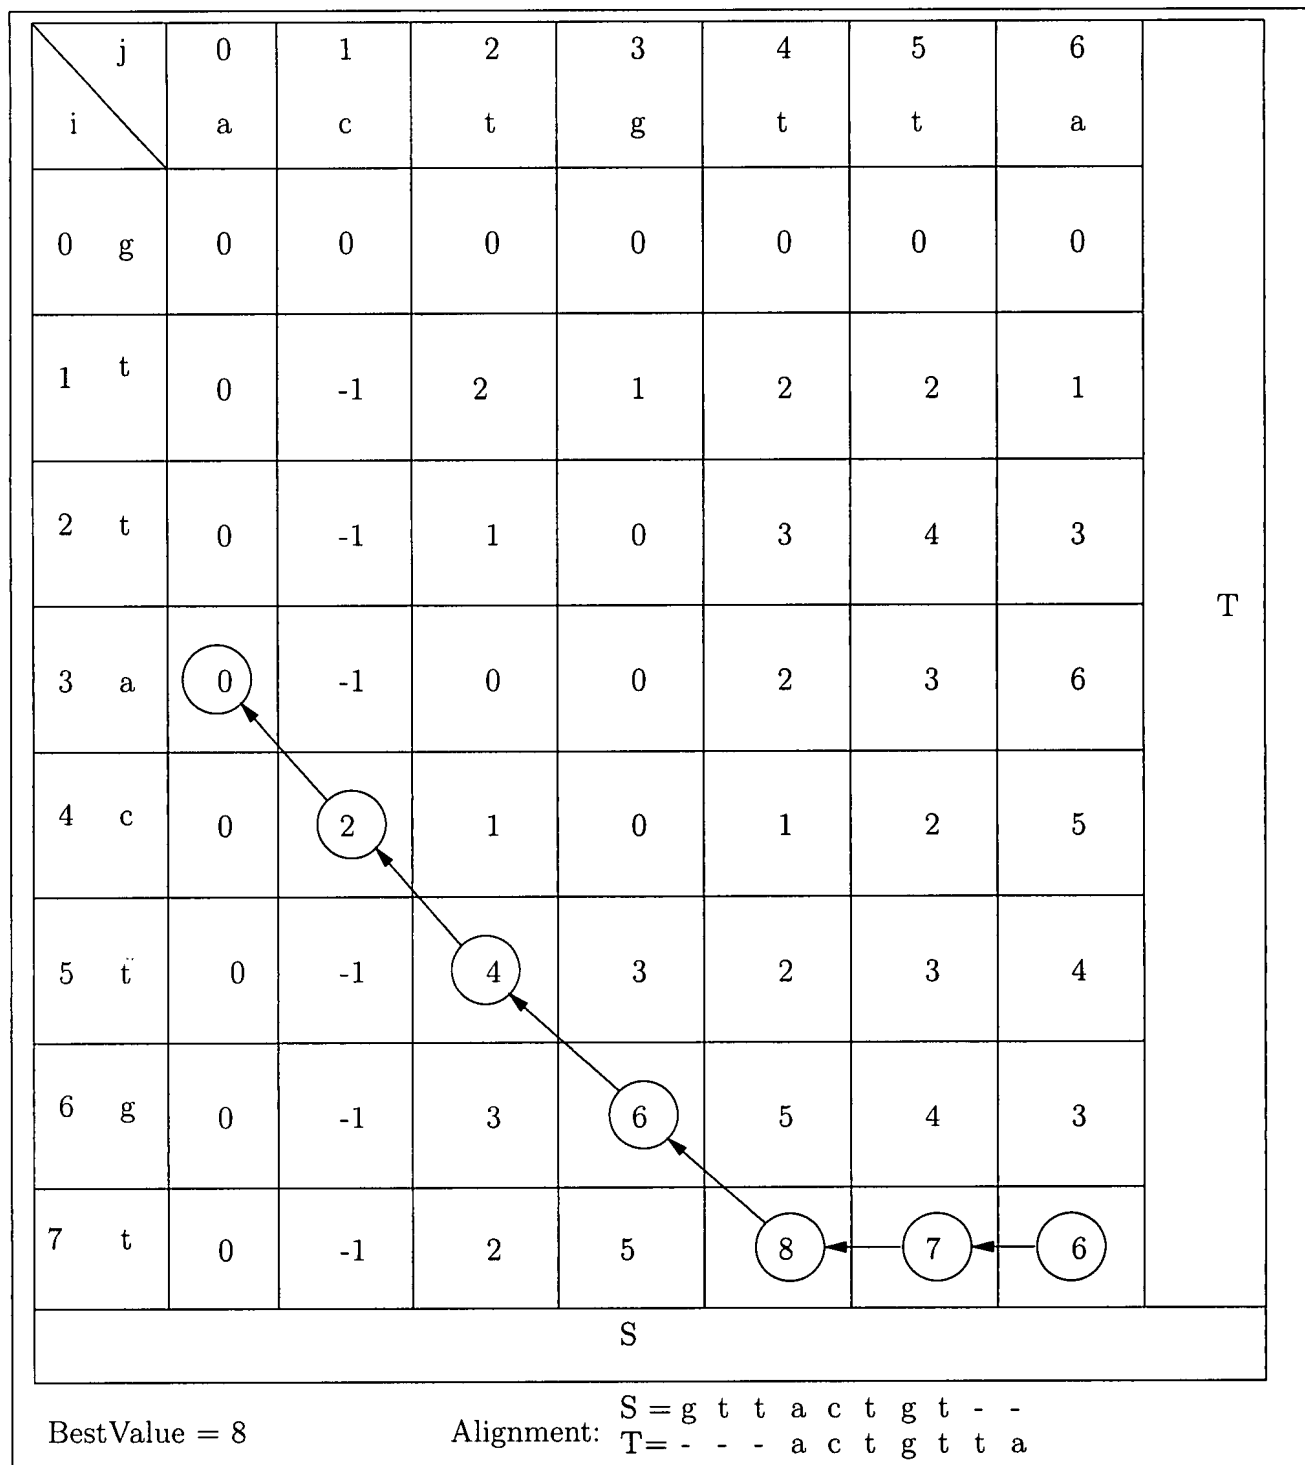 j 0 1 2 3 4 5 6
i a c t g t t a
0 g 0 0 0 0 0 0 0
1 t 0 -1 2 1 2 2 1
2 t 0 -1 1 0 3 4 3
T
3 a 0 -1 0 0 2 3 6
4 c 0 2 1 0 1 2 5
5 t 0 -1 4 3 2 3 4
6 g 0 -1 3 6 5 4 3
7 t 0 -1 2 5 8 7 6
S
BestValue = 8
Alignment:
S = g t t a c t g t - -
T= - - - a c t g t t a